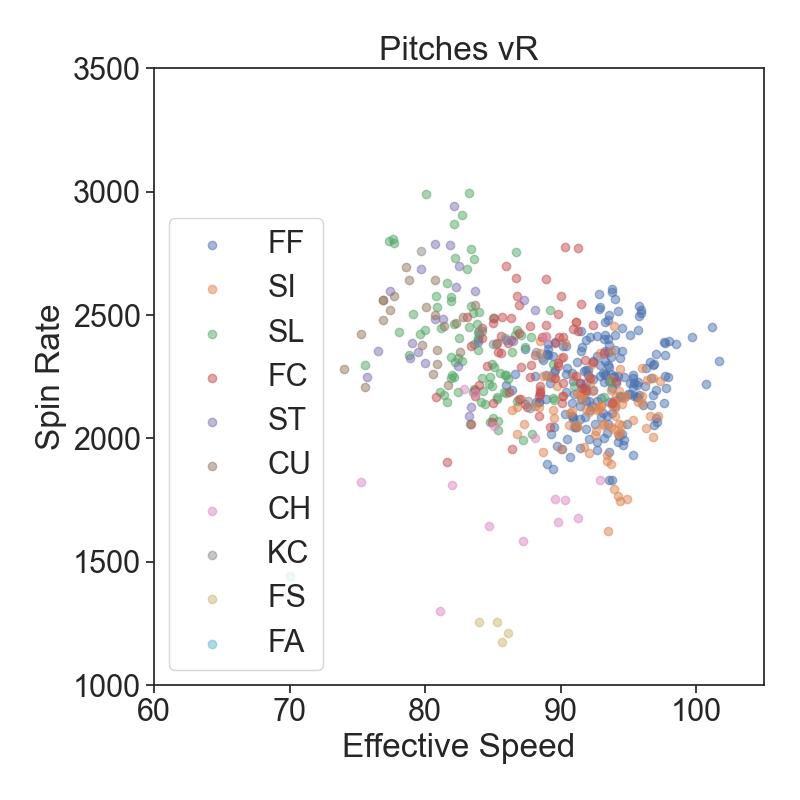 Pitches vR
3500
3000
2500
2000
1500
1000
Spin Rate
FF
SI
SL
FC
ST
CU
CH
KC
FS
FA
60 70 80 90 100
Effective Speed